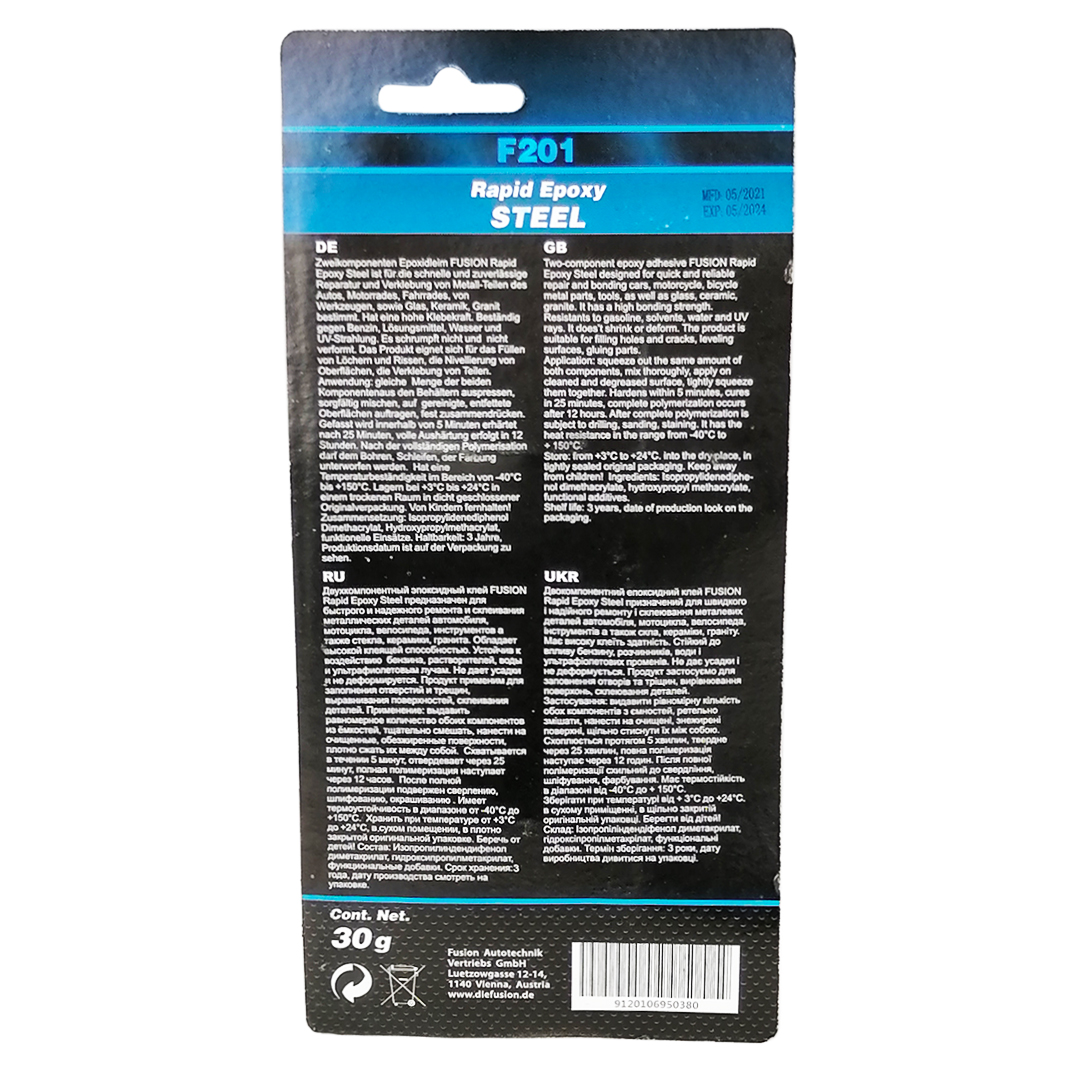 F201
Rapid Epoxy
STEEL
MFD: 05/2021
EXP: 05/2024
DE
Zweikomponenten Epoxidleim FUSION Rapid
Epoxy Steel ist für die schnelle und zuverlässige
Reparatur und Verklebung von Metall-Teilen des
Autos, Motorrades, Fahrrades, von
Werkzeugen, sowie Glas, Keramik, Granit
bestimmt. Hat eine hohe Klebekraft. Beständig
gegen Benzin, Lösungsmittel, Wasser und
UV-Strahlung. Es schrumpft nicht und nicht
verformt. Das Produkt eignet sich für das Füllen
von Löchern und Rissen, die Nivellierung von
Oberflächen, die Verklebung von Teilen.
Anwendung: gleiche Menge der beiden
Komponentenaus den Behältern auspressen,
sorgfältig mischen, auf gereinigte, entfettete
Oberflächen auftragen, fest zusammendrücken.
Gefasst wird innerhalb von 5 Minuten erhärtet
nach 25 Minuten, volle Aushärtung erfolgt in 12
Stunden. Nach der vollständigen Polymerisation
darf dem Bohren, Schleifen, der Färbung
unterworfen werden. Hat eine
Temperaturbeständigkeit im Bereich von -40°C
bis +150°C. Lagern bei +3°C bis +24°C in
einem trockenen Raum in dicht geschlossener
Originalverpackung. Von Kindern fernhalten!
Zusammensetzung: Isopropylidenediphenol
Dimethacrylat, Hydroxypropylmethacrylat,
funktionelle Einsätze. Haltbarkeit: 3 Jahre,
Produktionsdatum ist auf der Verpackung zu
sehen.
GB
Two-component epoxy adhesive FUSION Rapid
Epoxy Steel designed for quick and reliable
repair and bonding cars, motorcycle, bicycle
metal parts, tools, as well as glass, ceramic,
granite. It has a high bonding strength.
Resistants to gasoline, solvents, water and UV
rays. It does't shrink or deform. The product is
suitable for filling holes and cracks, leveling
surfaces, gluing parts.
Application: squeeze out the same amount of
both components, mix thoroughly, apply on
cleaned and degreased surface, tightly squeeze
them together. Hardens within 5 minutes, cures
in 25 minutes, complete polymerization occurs
after 12 hours. After complete polymerization is
subject to drilling, sanding, staining. It has the
heat resistance in the range from -40°C to
+ 150°C.
Store: from +3°C to +24°C. into the dry place, in
tightly sealed original packaging. Keep away
from children! Ingredients: Isopropylidenediphe-
nol dimethacrylate, hydroxypropyl methacrylate,
functional additives.
Shelf life: 3 years, date of production look on the
packaging.
RU
Двухкомпонентный эпоксидный клей FUSION
Rapid Epoxy Steel предназначен для
быстрого и надежного ремонта и склеивания
металлических деталей автомобиля,
мотоцикла, велосипеда, инструментов а
также стекла, керамики, гранита. Обладает
высокой клеящей способностью. Устойчив к
воздействию бензина, растворителей, воды
и ультрафиолетовым лучам. Не дает усадки
и не деформируется. Продукт применим для
заполнения отверстий и трещин,
выравнивания поверхностей, склеивания
деталей. Применение: выдавить
равномерное количество обоих компонентов
из ёмкостей, тщательно смешать, нанести на
очищенные, обезжиренные поверхности,
плотно сжать их между собой. Схватывается
в течении 5 минут, отвердевает через 25
минут, полная полимеризация наступает
через 12 часов. После полной
полимеризации подвержен сверлению,
шлифованию, окрашиванию . Имеет
термоустойчивость в диапазоне от -40°C до
+150°C. Хранить при температуре от +3°C
до +24°C, в.сухом помещении, в плотно
закрытой оригинальной упаковке. Беречь от
детей! Состав: Изопропилиндендифенол
диметакрилат, гидроксипропилметакрилат,
функциональные добавки. Срок хранения:3
года, дату производства смотреть на
упаковке.
UKR
Двокомпонентний епоксидний клей FUSION
Rapid Epoxy Steel призначений для швидкого
і надійного ремонту і склеювання металевих
деталей автомобіля, мотоцикла, велосипеда,
інструментів а також скла, кераміки, граніту.
Має високу клеїть здатність. Стійкий до
впливу бензину, розчинників, води і
ультрафіолетових променів. Не дає усадки і
не деформується. Продукт застосуємо для
заповнення отворів та тріщин, вирівнювання
поверхонь, склеювання деталей.
Застосування: видавити рівномірну кількість
обох компонентів з ємностей, ретельно
змішати, нанести на очищені, знежирені
поверхні, щільно стиснути їх між собою.
Схоплюється протягом 5 хвилин, твердне
через 25 хвилин, повна полімеризація
наступає через 12 годин. Після повної
полімеризації схильний до свердління,
шліфування, фарбування. Має термостійкість
в діапазоні від -40°C до + 150°C.
Зберігати при температурі від + 3°C до +24°C.
в сухому приміщенні, в щільно закритій
оригінальній упаковці. Берегти від дітей!
Склад: Ізопропіліндендіфенол диметакрилат,
гідроксіпропілметакрілат, функціональні
добавки. Термін зберігання: 3 роки, дату
виробництва дивитися на упаковці.
Cont. Net.
30 g
Fusion Autotechnik
Vertriebs GmbH
Luetzowgasse 12-14,
1140 Vienna, Austria
www.diefusion.de
9120106950380